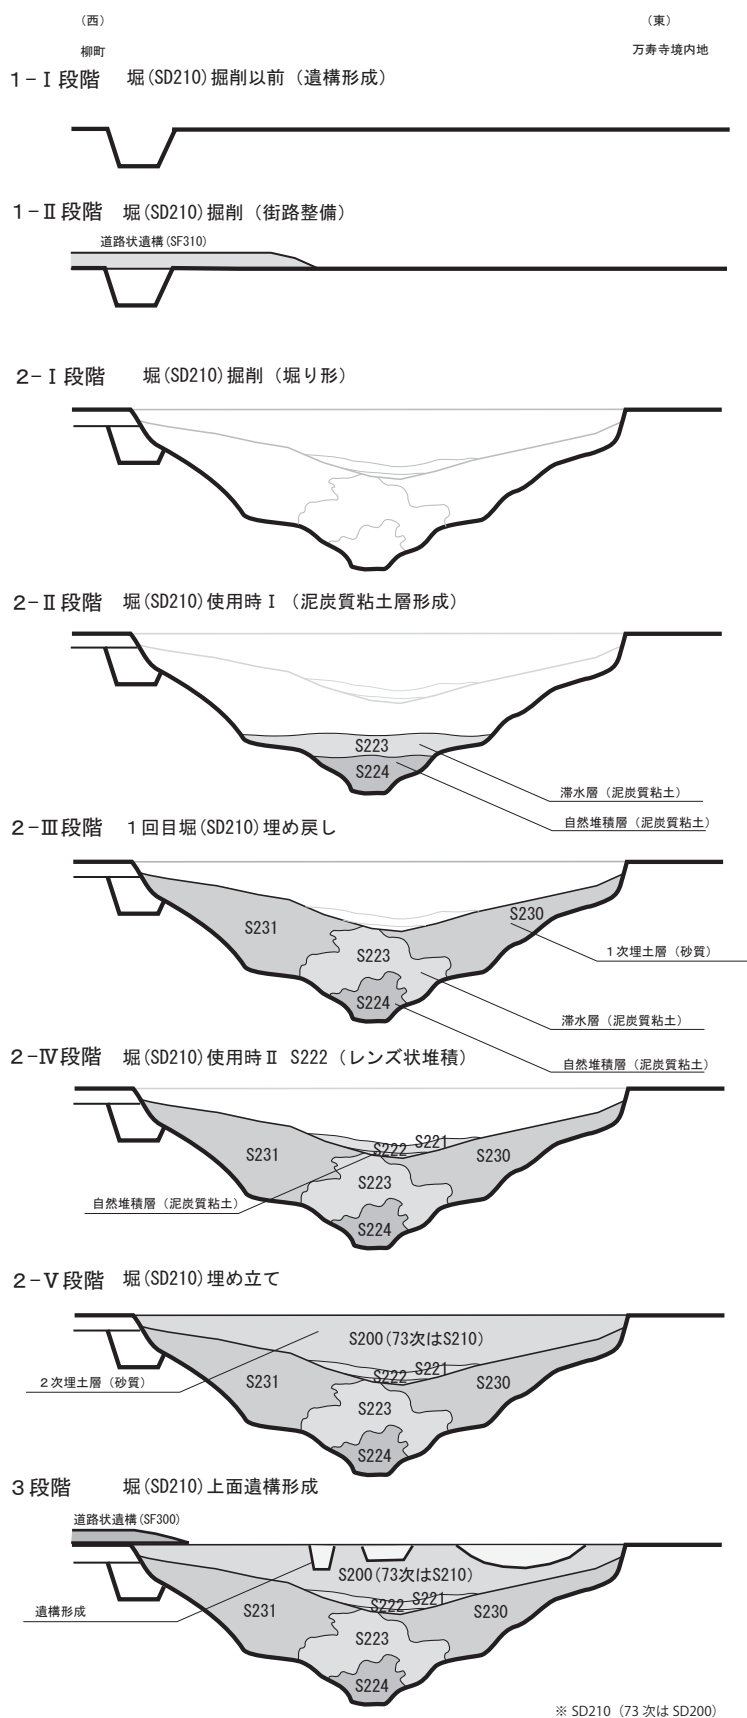 （西）
（東）
柳町
万寿寺境内地
1-Ⅰ段階 堀(SD210)掘削以前（遺構形成）
1-Ⅱ段階 堀(SD210)掘削（街路整備）
道路状遺構(SF310)
2-Ⅰ段階 堀(SD210)掘削（堀り形）
2-Ⅱ段階 堀(SD210)使用時Ⅰ（泥炭質粘土層形成）
S223
S224
滞水層（泥炭質粘土）
自然堆積層（泥炭質粘土）
2-Ⅲ段階 1回目堀(SD210)埋め戻し
S230
S231
1次埋土層（砂質）
S223
S224
滞水層（泥炭質粘土）
自然堆積層（泥炭質粘土）
2-Ⅳ段階 堀(SD210)使用時Ⅱ S222（レンズ状堆積）
S221
S222
S231
S230
S223
自然堆積層（泥炭質粘土）
S224
2-Ⅴ段階 堀(SD210)埋め立て
S200(73次はS210)
S221
S222
2次埋土層（砂質）
S231
S230
S223
S224
3段階 堀(SD210)上面遺構形成
道路状遺構(SF300)
S200(73次はS210)
S221
S222
遺構形成
S231
S230
S223
S224
※ SD210（73 次は SD200）